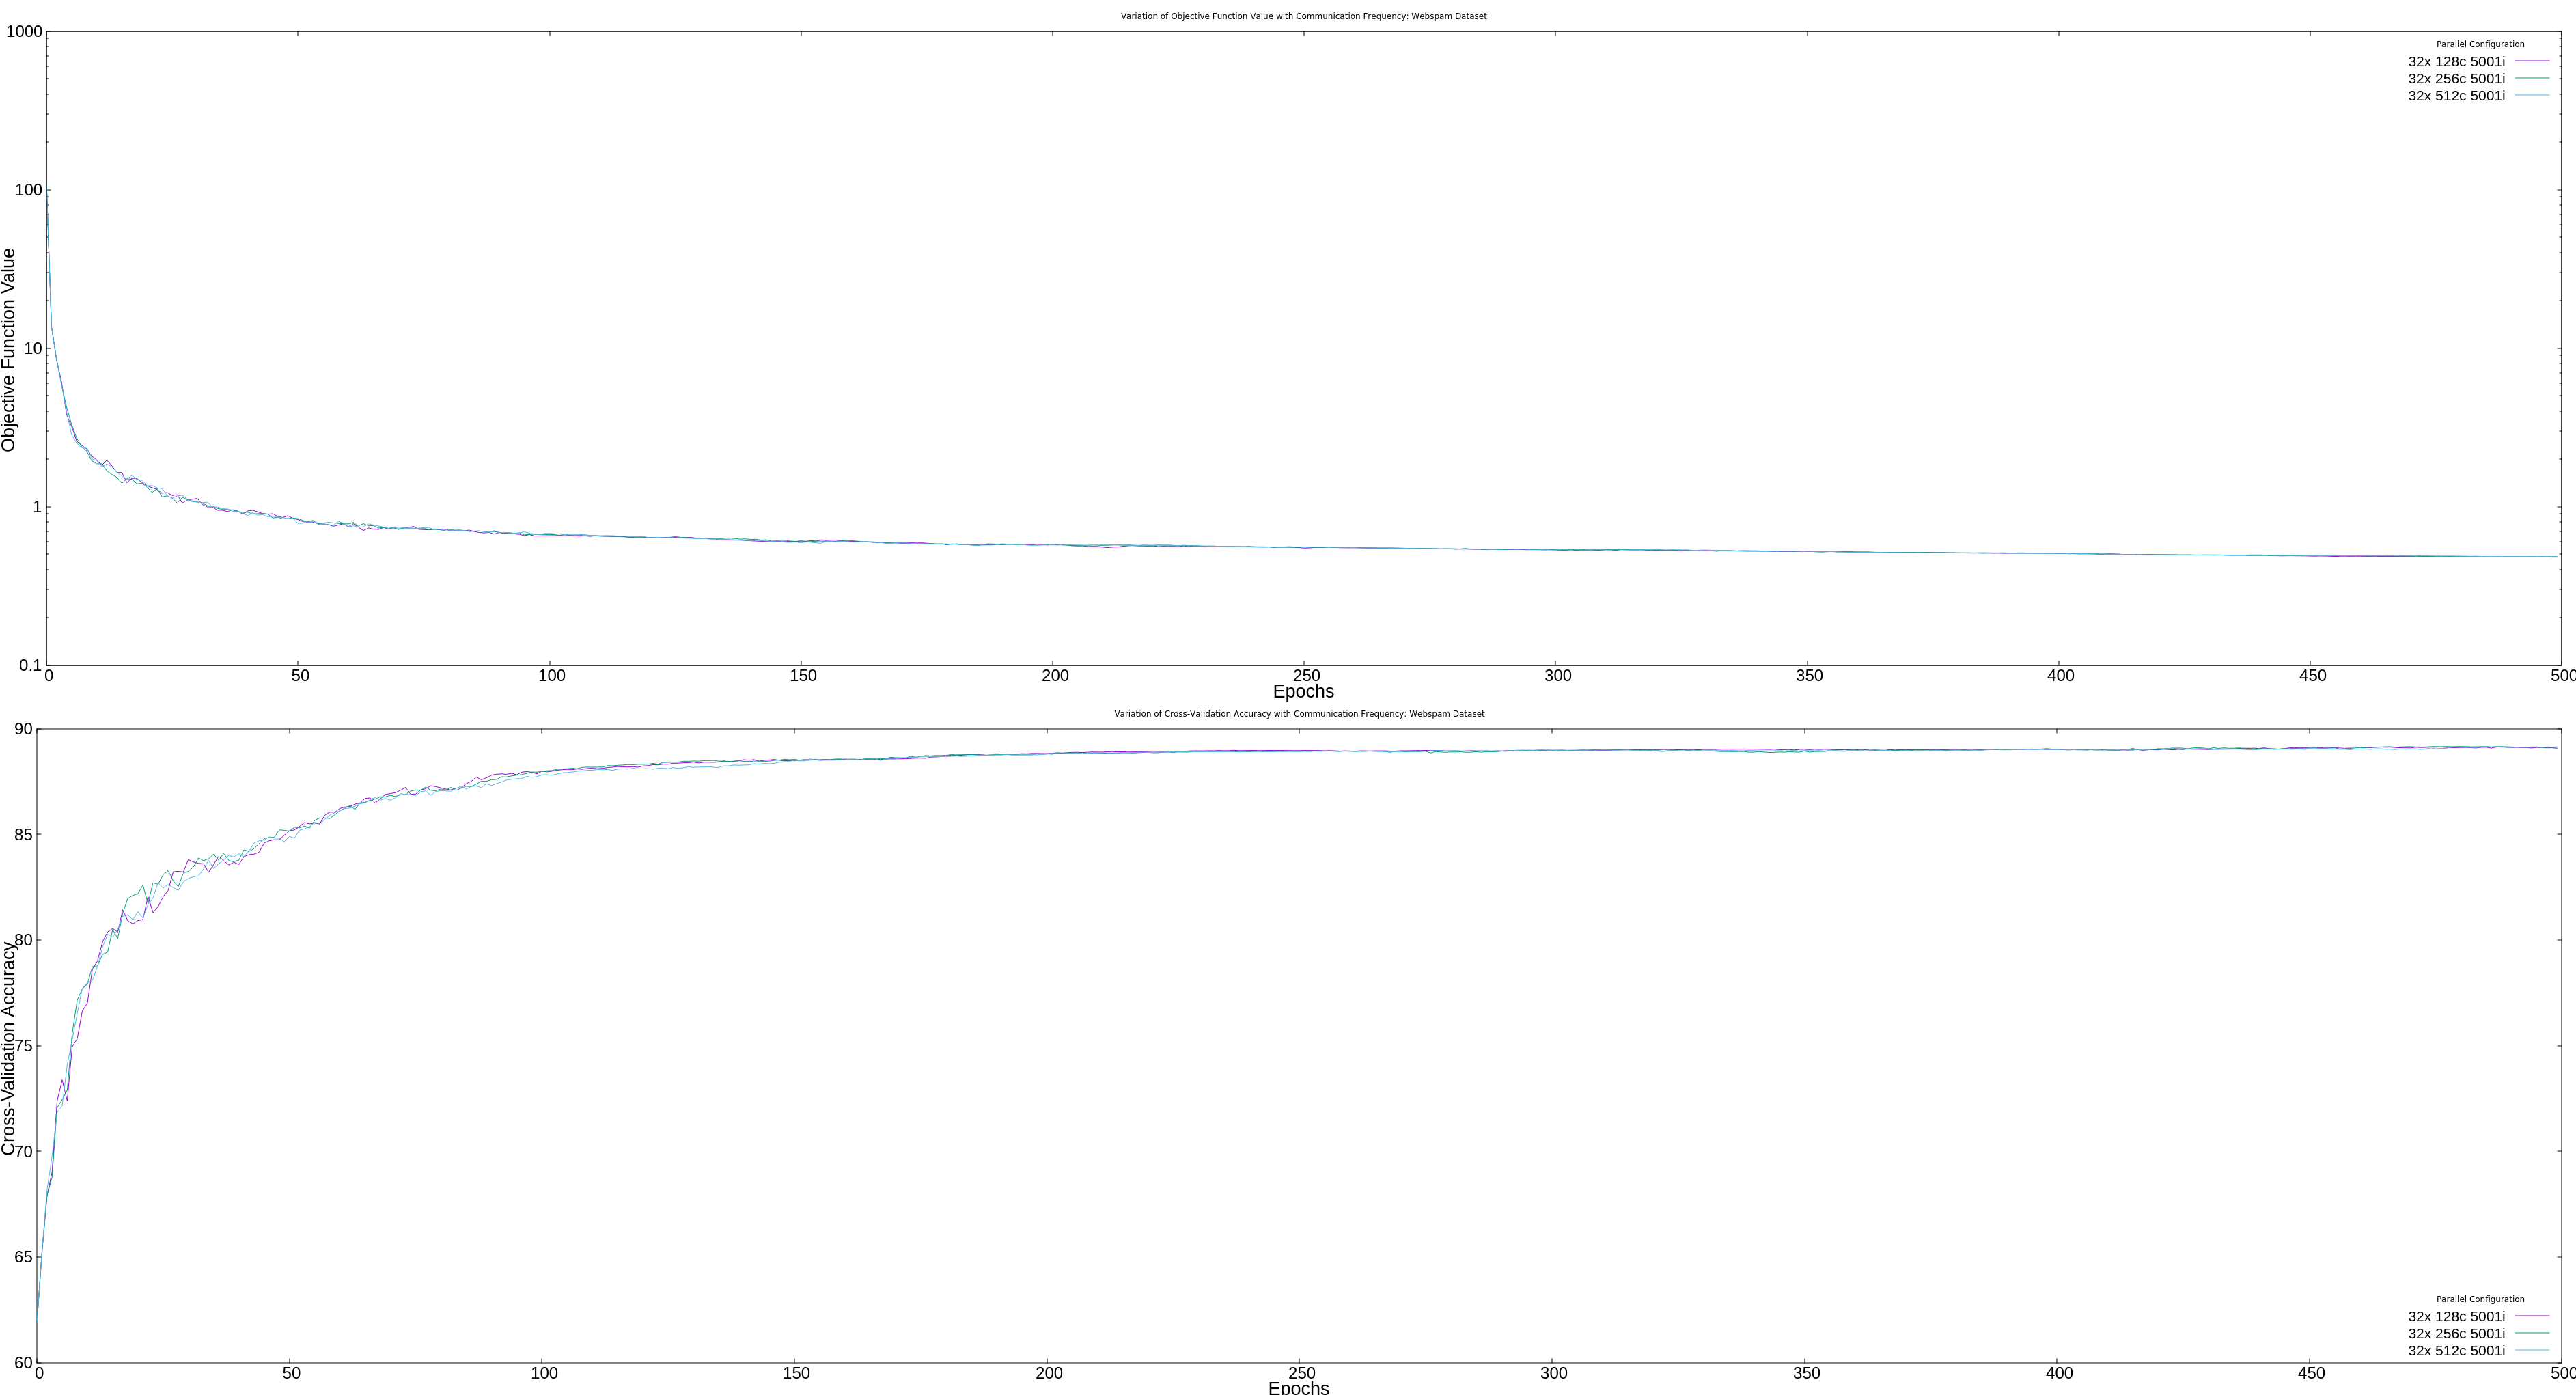 Variation of Objective Function Value with Communication Frequency: Webspam Dataset
1000
100
10
1
0.1
Objective Function Value
Parallel Configuration
32x 128c 5001i
32x 256c 5001i
32x 512c 5001i
0 50 100 150 200 250 300 350 400 450 500
Epochs
Variation of Cross-Validation Accuracy with Communication Frequency: Webspam Dataset
90
85
80
75
70
65
60
Cross-Validation Accuracy
Parallel Configuration
32x 128c 5001i
32x 256c 5001i
32x 512c 5001i
0 50 100 150 200 250 300 350 400 450 500
Epochs